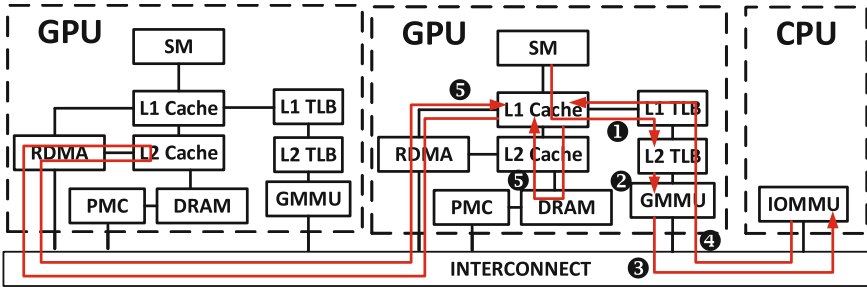 GPU
SM
L1 Cache
L1 TLB
RDMA
L2 Cache
L2 TLB
PMC
DRAM
GMMU
GPU
SM
❺
L1 Cache
L1 TLB
❶
RDMA
L2 Cache
L2 TLB
❺
❷
PMC
DRAM
GMMU
CPU
IOMMU
❹
INTERCONNECT
❸